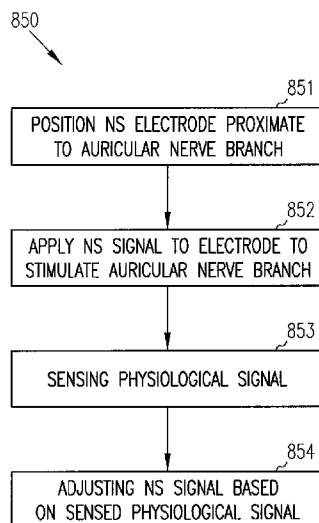 850
851
POSITION NS ELECTRODE PROXIMATE
TO AURICULAR NERVE BRANCH
852
APPLY NS SIGNAL TO ELECTRODE TO
STIMULATE AURICULAR NERVE BRANCH
853
SENSING PHYSIOLOGICAL SIGNAL
854
ADJUSTING NS SIGNAL BASED
ON SENSED PHYSIOLOGICAL SIGNAL